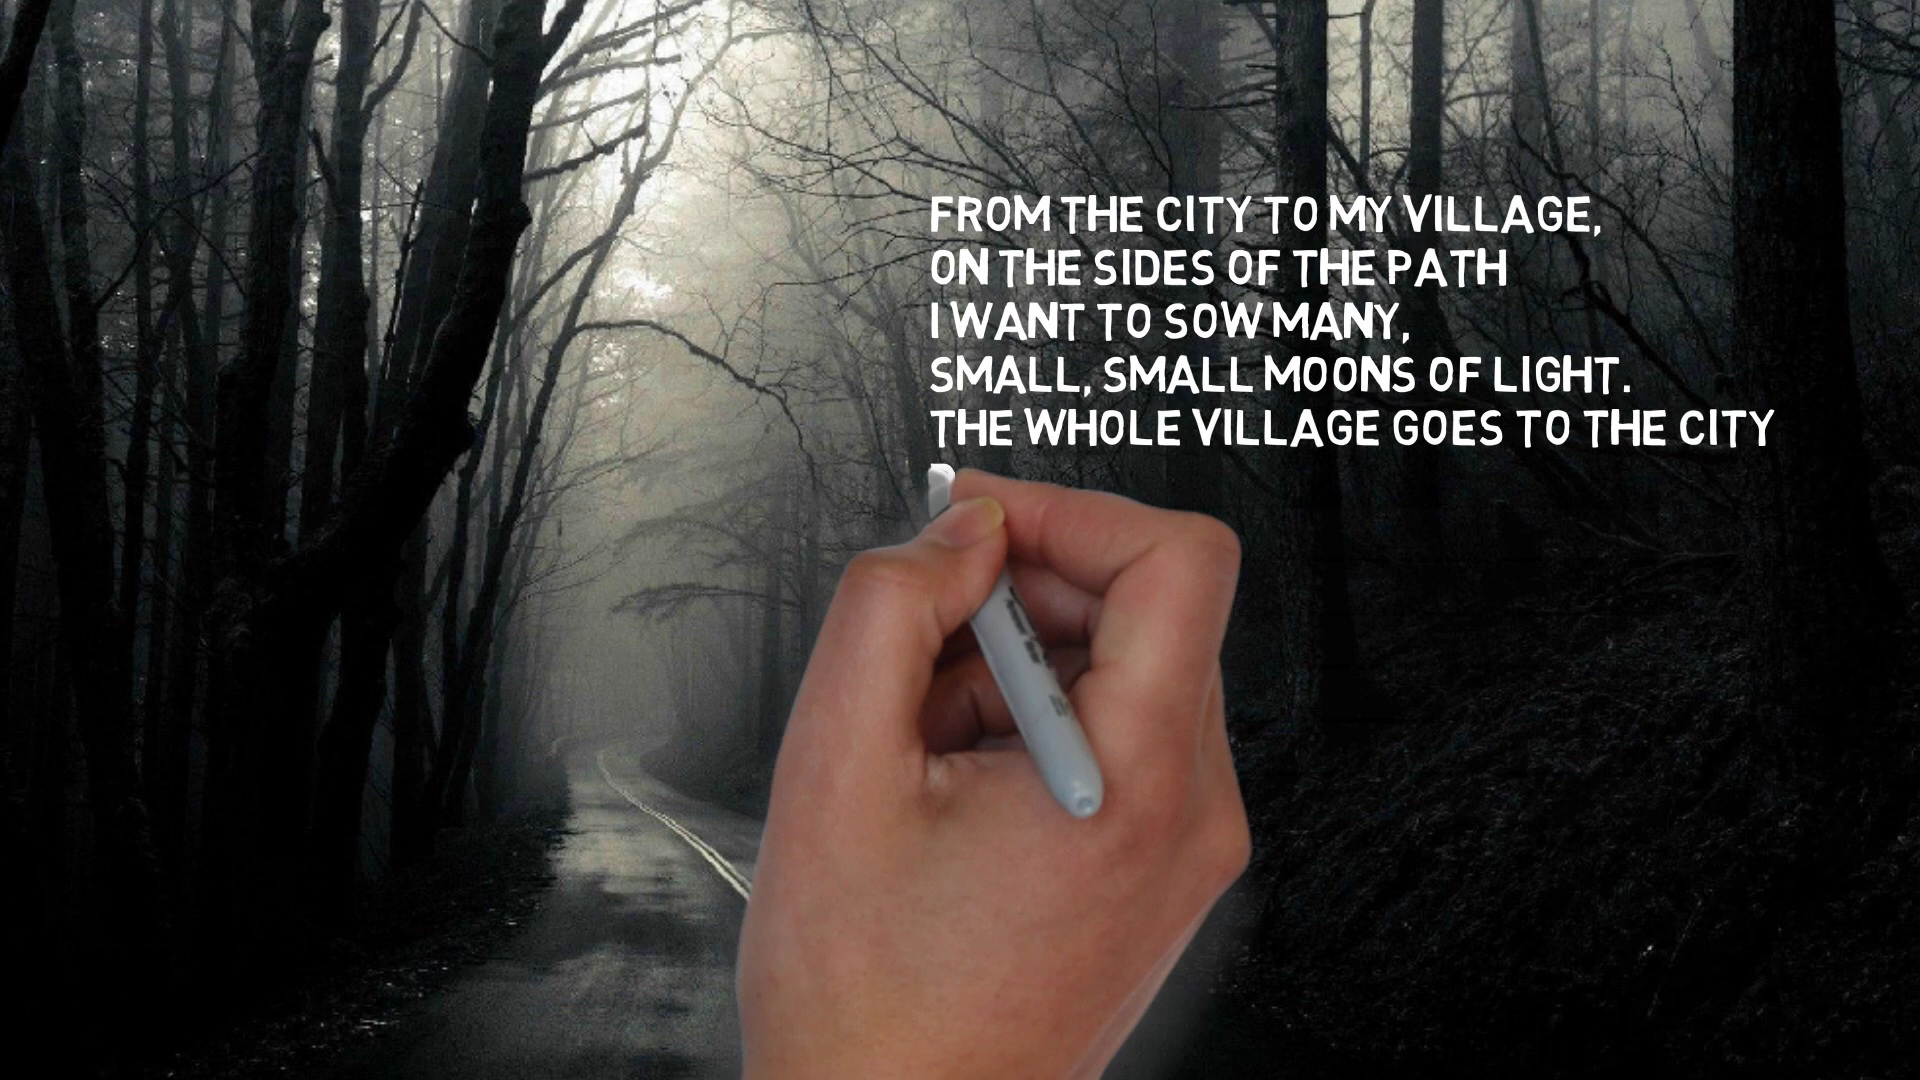 FROM THE CITY TO MY VILLAGE,
ON THE SIDES OF THE PATH
I WANT TO SOW MANY,
SMALL, SMALL MOONS OF LIGHT.
THE WHOLE VILLAGE GOES TO THE CITY